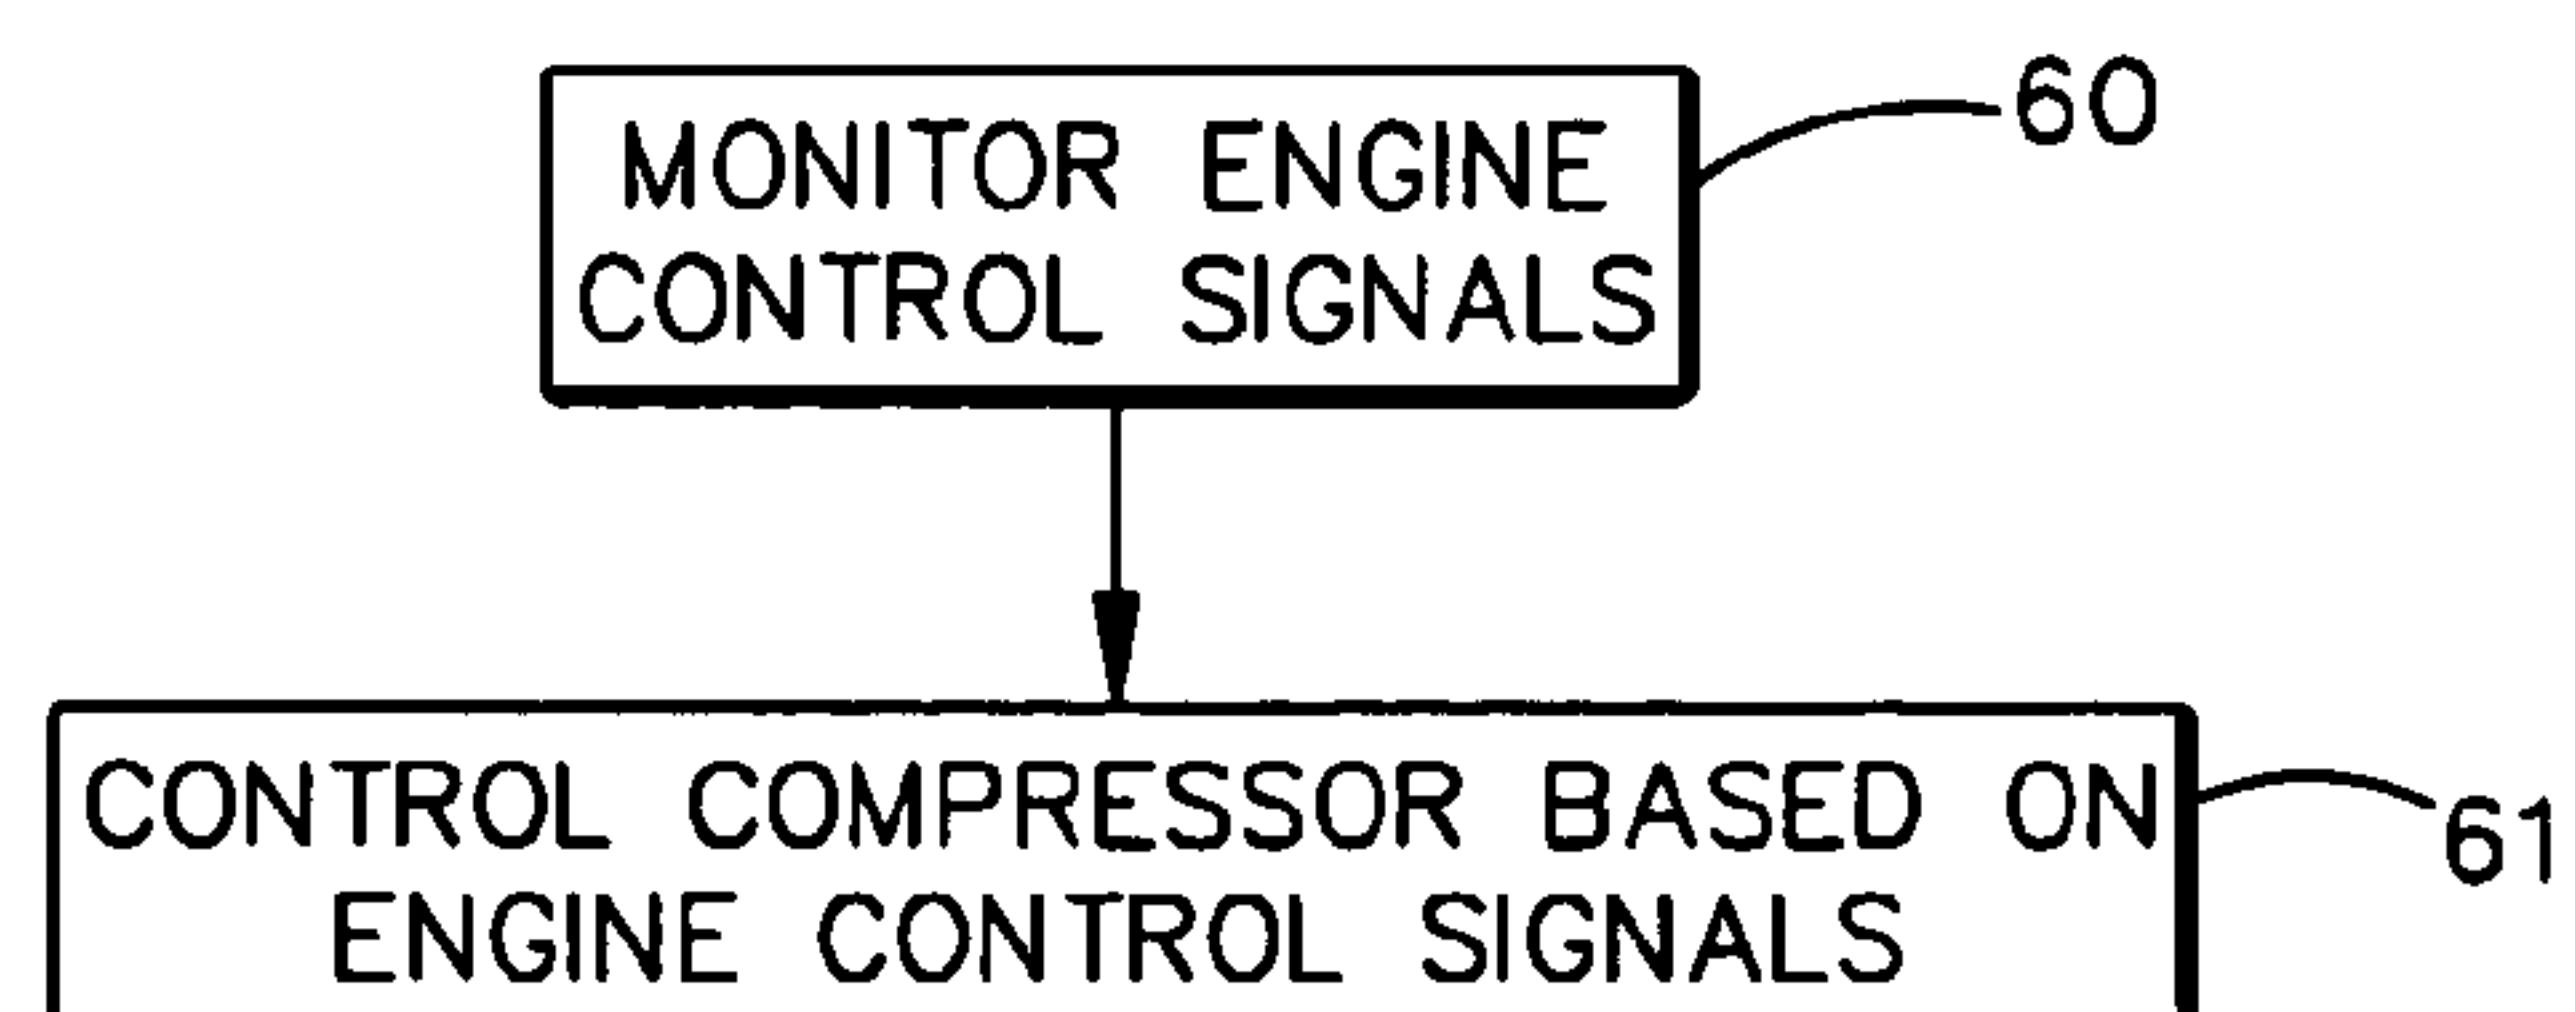 MONITOR ENGINE
CONTROL SIGNALS
60
CONTROL COMPRESSOR BASED ON
ENGINE CONTROL SIGNALS
61